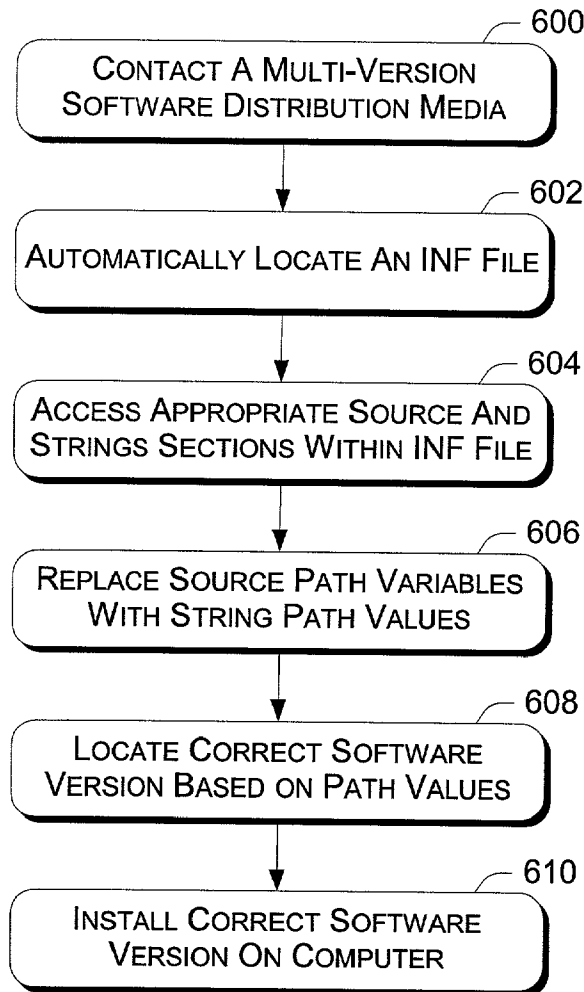 600
CONTACT A MULTI-VERSION
SOFTWARE DISTRIBUTION MEDIA
602
AUTOMATICALLY LOCATE AN INF FILE
604
ACCESS APPROPRIATE SOURCE AND
STRINGS SECTIONS WITHIN INF FILE
606
REPLACE SOURCE PATH VARIABLES
WITH STRING PATH VALUES
608
LOCATE CORRECT SOFTWARE
VERSION BASED ON PATH VALUES
610
INSTALL CORRECT SOFTWARE
VERSION ON COMPUTER